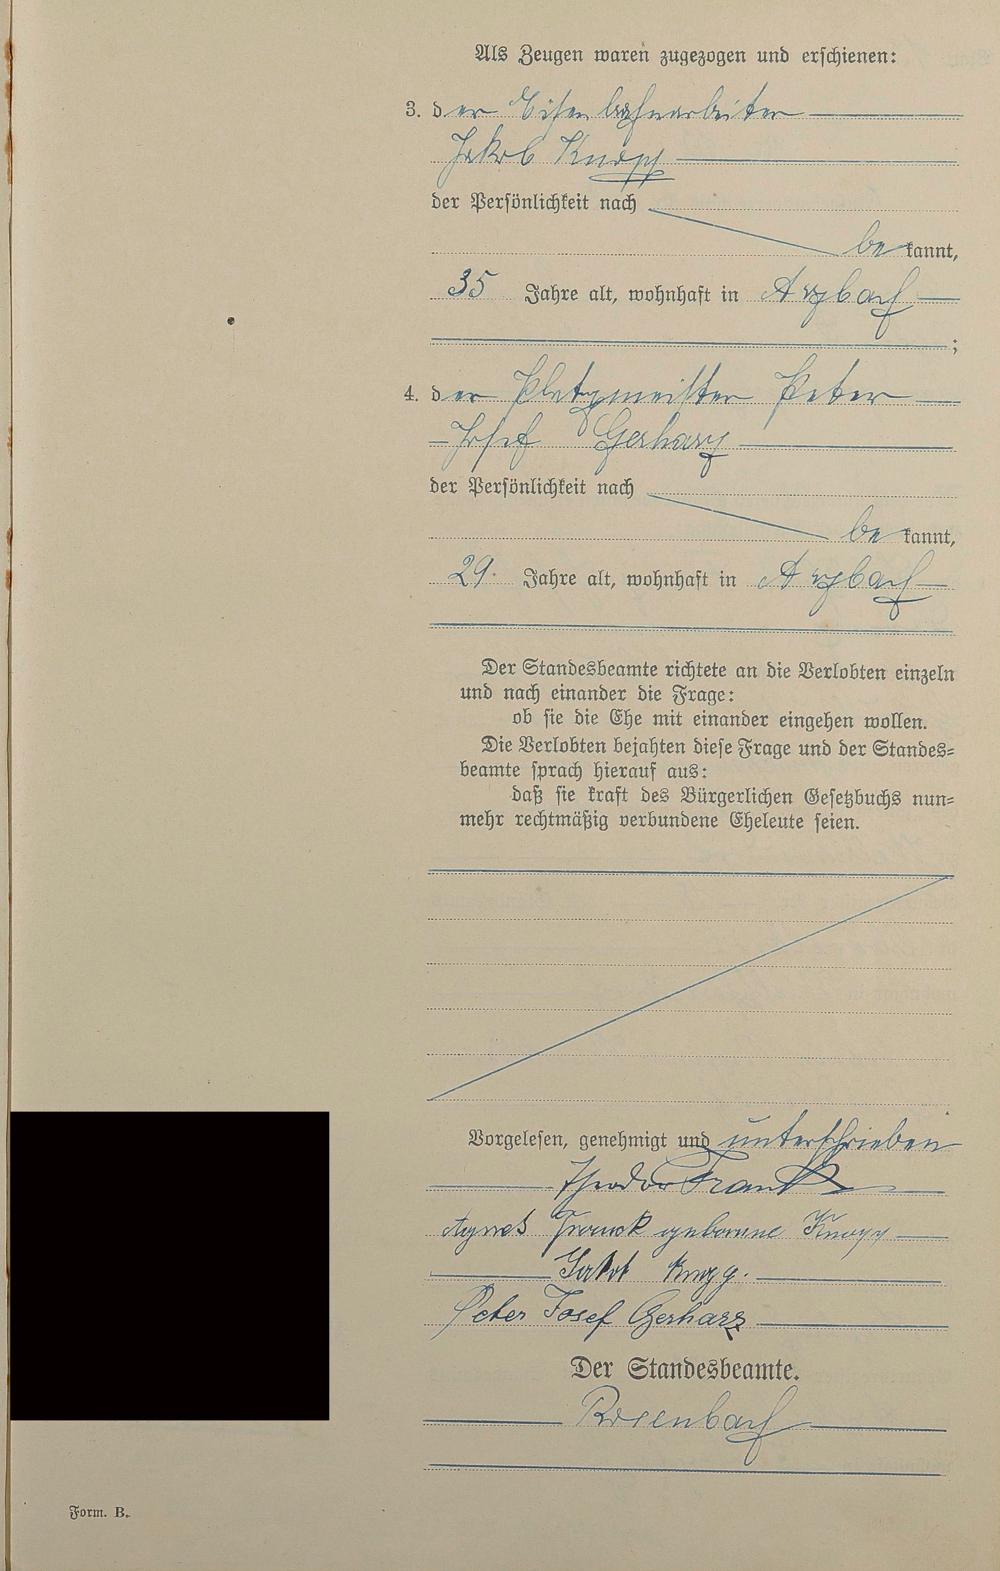 Als Zeugen waren zugezogen und erschienen:
3. der Eisenbahnarbeiter
Jakob Knopp
der Persönlichkeit nach
bekannt,
35 Jahre alt, wohnhaft in Arzbach
;
4. der Platzmeister Peter
Josef Gerharz
der Persönlichkeit nach
bekannt,
29. Jahre alt, wohnhaft in Arzbach
Der Standesbeamte richtete an die Verlobten einzeln
und nach einander die Frage:
ob sie die Ehe mit einander eingehen wollen.
Die Verlobten bejahten diese Frage und der Standes=
beamte sprach hierauf aus:
daß sie kraft des Bürgerlichen Gesetzbuchs nun=
mehr rechtmäßig verbundene Eheleute seien.
Vorgelesen, genehmigt und unterschrieben
Theodor Frank
Agnes Franck geborene Knopp
Jakob Knopp.
Peter Josef Gerharz
Der Standesbeamte.
Rosenbach
Form. B.